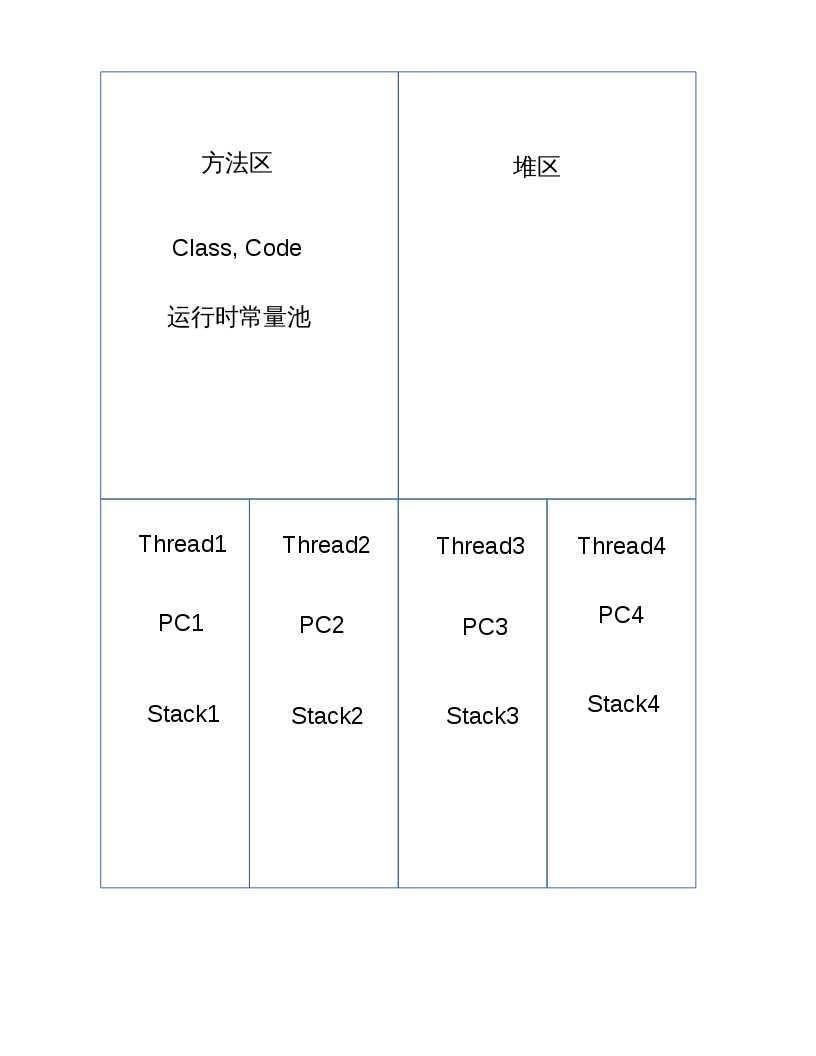 方法区
Class, Code
运行时常量池
堆区
Thread1
PC1
Stack1
Thread2
PC2
Stack2
Thread3
PC3
Stack3
Thread4
PC4
Stack4